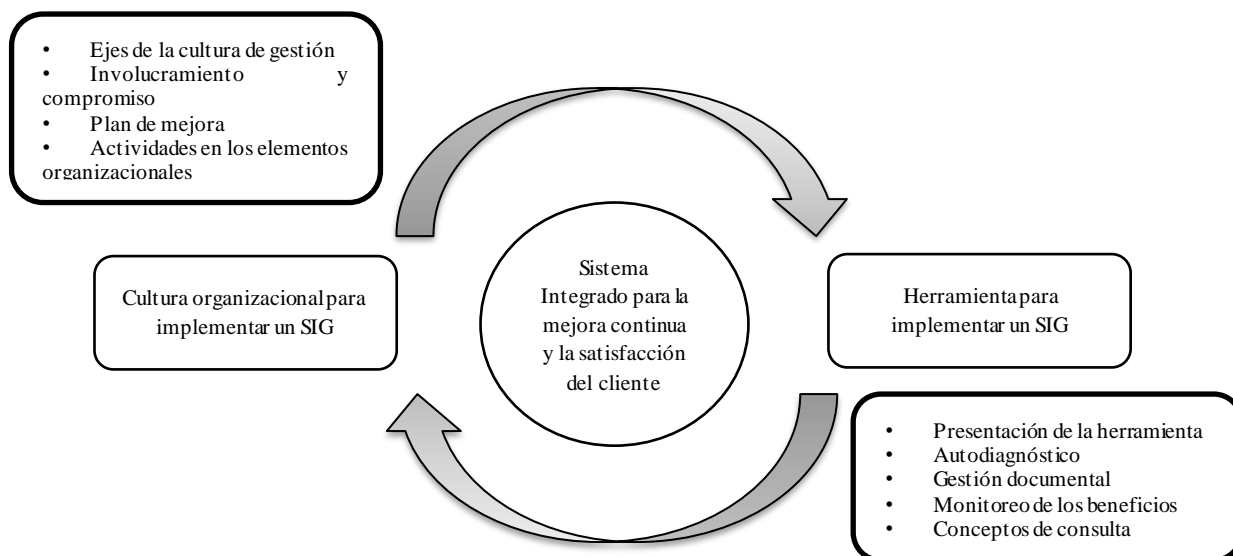 • Ejes de la cultura de gestión
• Involucramiento y
compromiso
• Plan de mejora
• Actividades en los elementos
organizacionales
Cultura organizacional para
implementar un SIG
Sistema
Integrado para la
mejora continua
y la satisfacción
del cliente
Herramienta para
implementar un SIG
• Presentación de la herramienta
• Autodiagnóstico
• Gestión documental
• Monitoreo de los beneficios
• Conceptos de consulta